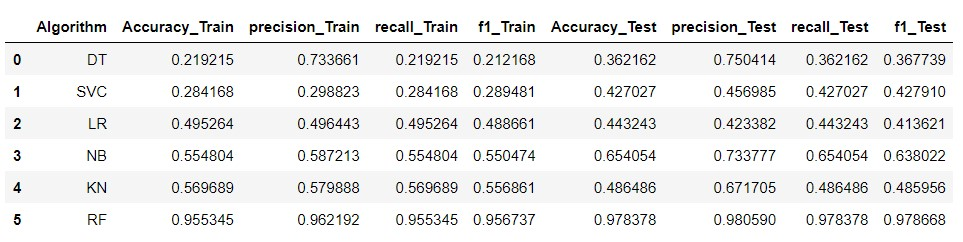 Algorithm Accuracy_Train precision_Train recall_Train f1_Train Accuracy_Test precision_Test recall_Test f1_Test
0 DT 0.219215 0.733661 0.219215 0.212168 0.362162 0.750414 0.362162 0.367739
1 SVC 0.284168 0.298823 0.284168 0.289481 0.427027 0.456985 0.427027 0.427910
2 LR 0.495264 0.496443 0.495264 0.488661 0.443243 0.423382 0.443243 0.413621
3 NB 0.554804 0.587213 0.554804 0.550474 0.654054 0.733777 0.654054 0.638022
4 KN 0.569689 0.579888 0.569689 0.556861 0.486486 0.671705 0.486486 0.485956
5 RF 0.955345 0.962192 0.955345 0.956737 0.978378 0.980590 0.978378 0.978668